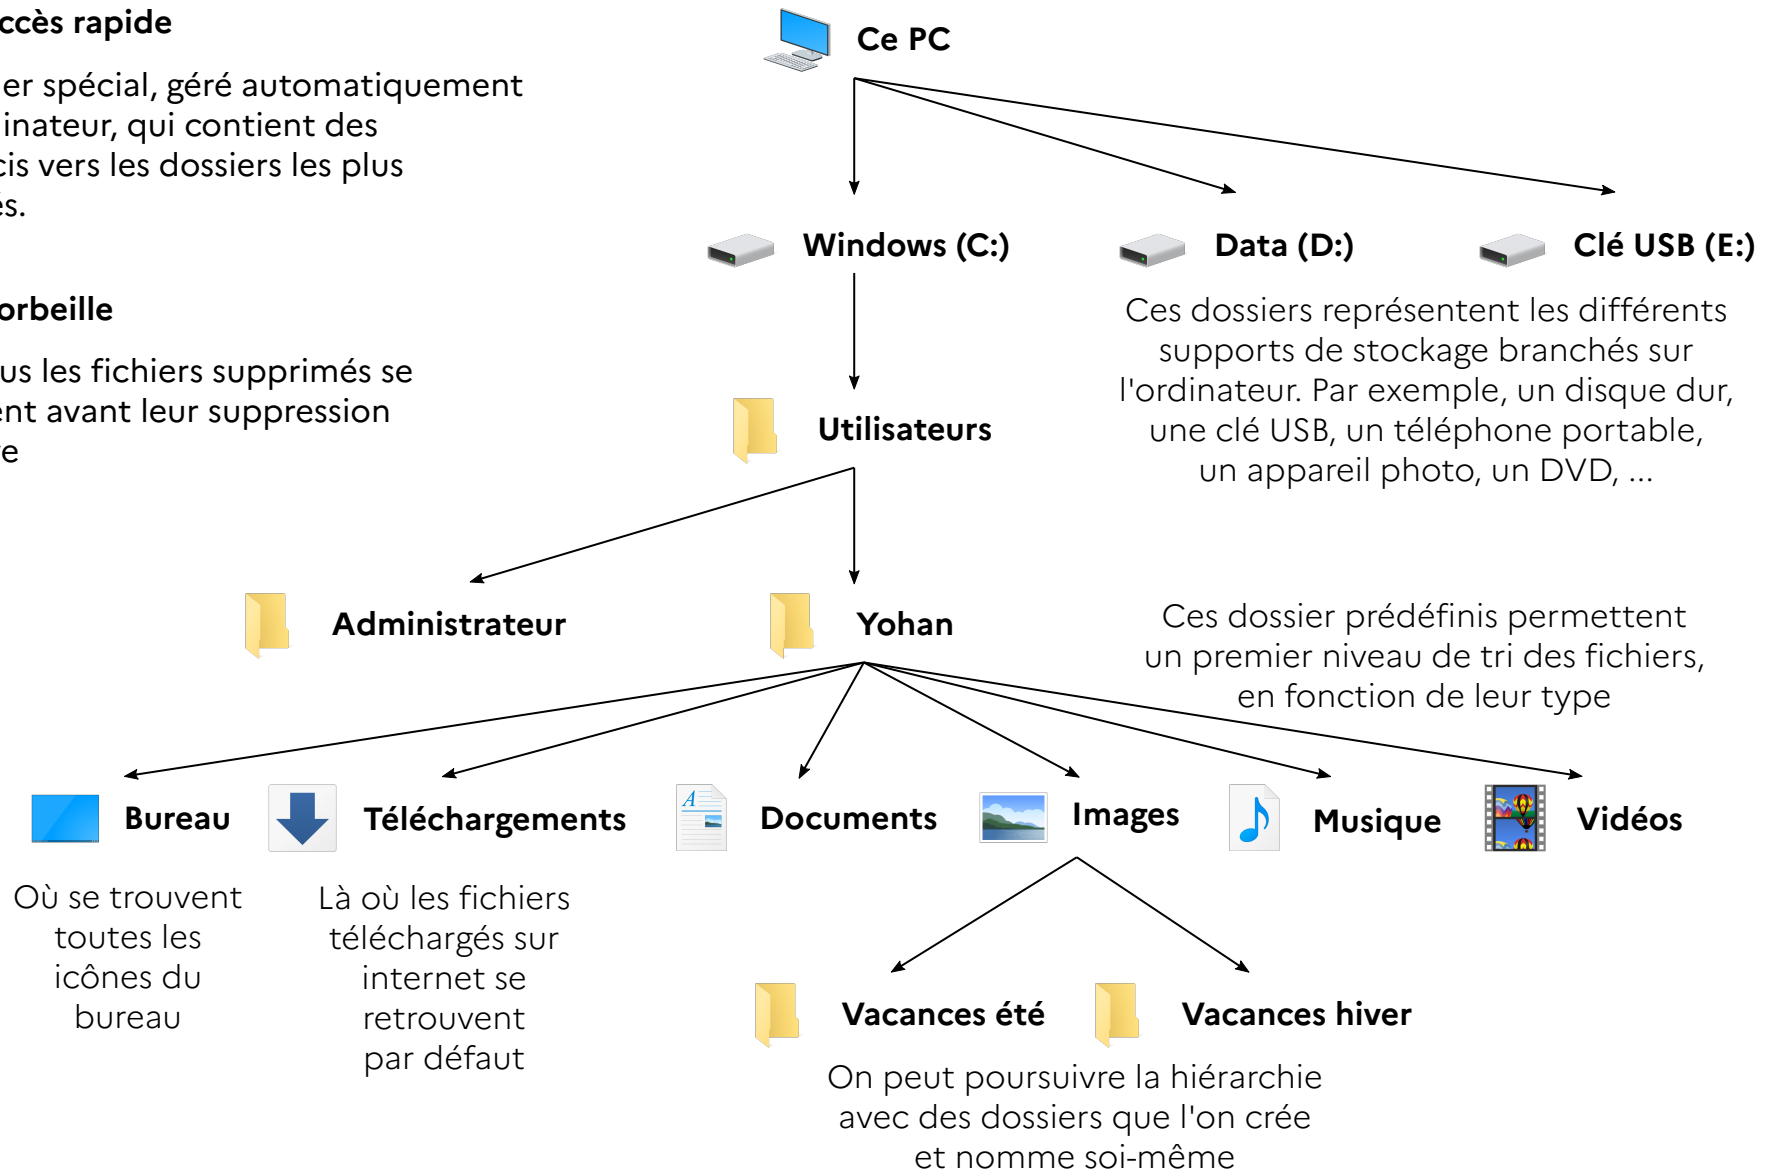 ccès rapide
er spécial, géré automatiquement
inateur, qui contient des
cis vers les dossiers les plus
és.
orbeille
us les fichiers supprimés se
ent avant leur suppression
e
Ce PC
Windows (C:)
Data (D:)
Clé USB (E:)
Ces dossiers représentent les différents
supports de stockage branchés sur
l'ordinateur. Par exemple, un disque dur,
une clé USB, un téléphone portable,
un appareil photo, un DVD, ...
Utilisateurs
Administrateur
Yohan
Ces dossier prédéfinis permettent
un premier niveau de tri des fichiers,
en fonction de leur type
Bureau
Téléchargements
Documents
Images
Musique
Vidéos
Où se trouvent
toutes les
icônes du
bureau
Là où les fichiers
téléchargés sur
internet se
retrouvent
par défaut
Vacances été
Vacances hiver
On peut poursuivre la hiérarchie
avec des dossiers que l'on crée
et nomme soi-même